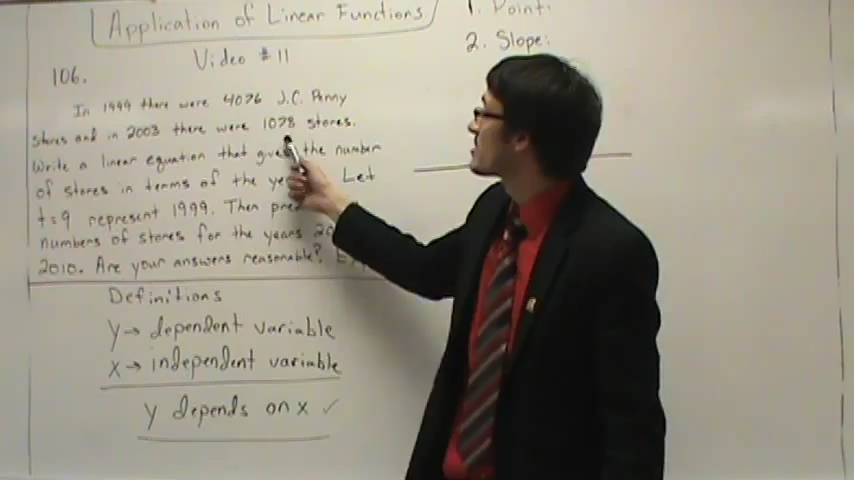 Application of Linear Functions
Video #11
106.
In 1999 there were 4076 J.C. Penny
stores and in 2003 there were 1078 stores.
Write a linear equation that gives the number
of stores in terms of the Let
t=9 represent 1999. Then
numbers of stores for the years
2010. Are your answers reasonable?
Definitions
y→ dependent variable
x→ independent variable
y depends on x ✓
1. Point:
2. Slope: